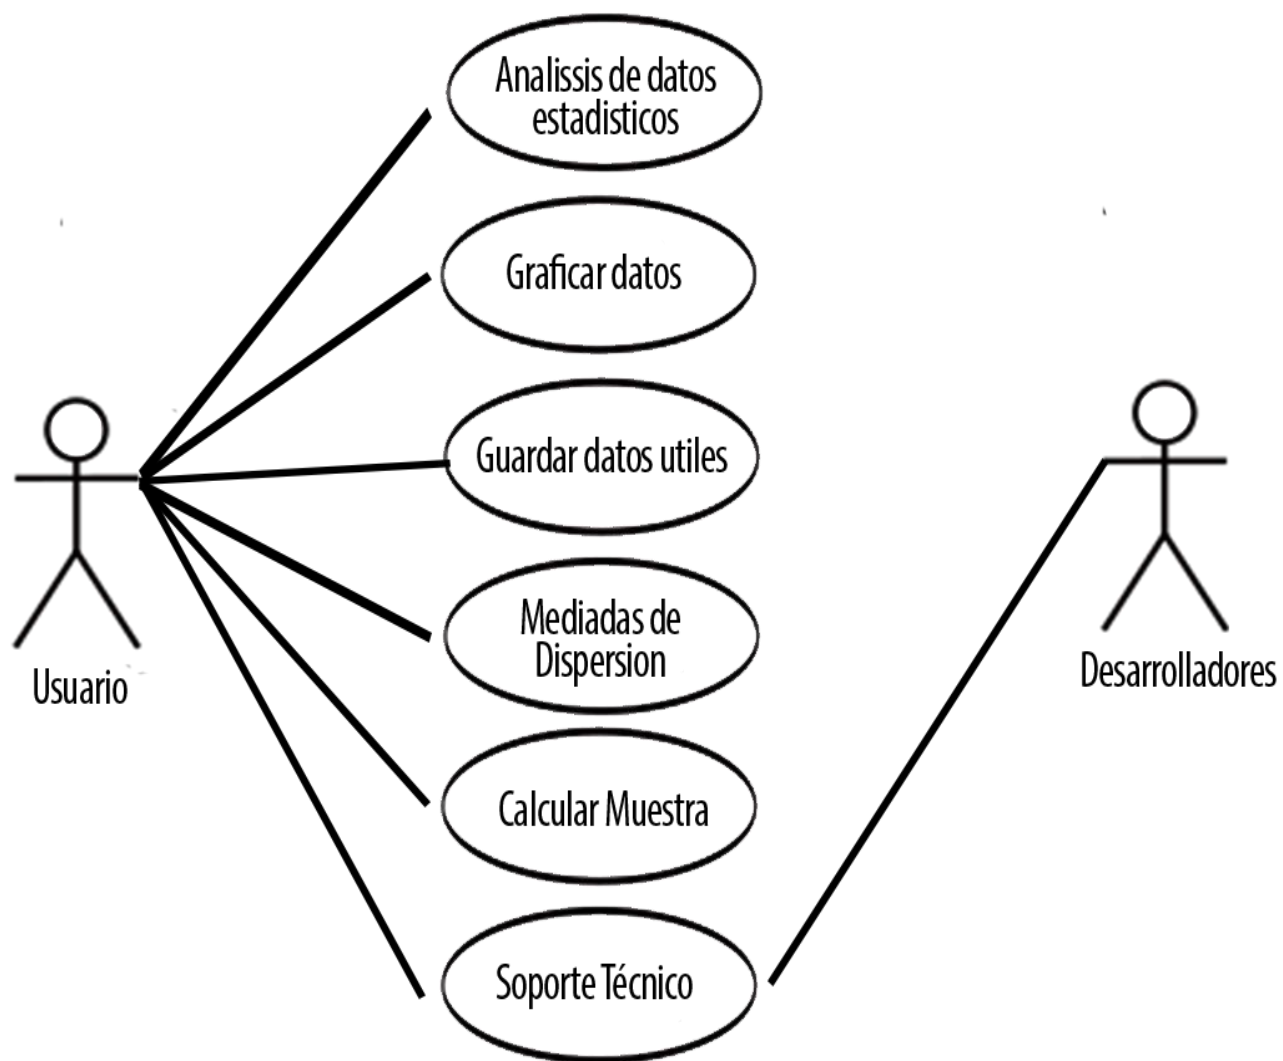 Analissis de datos
estadisticos
Graficar datos
Guardar datos utiles
Mediadas de
Dispersion
Usuario
Desarrolladores
Calcular Muestra
Soporte Técnico